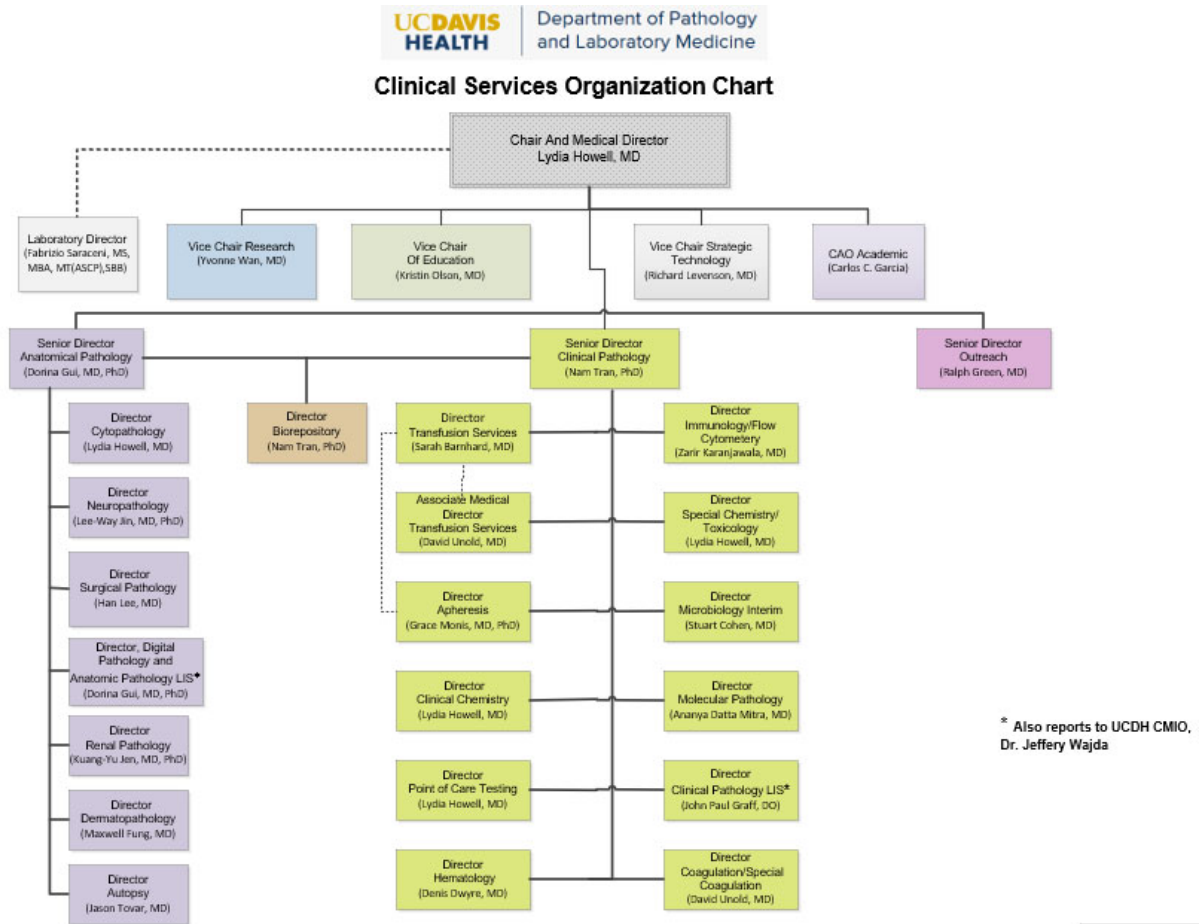 UCDAVIS
HEALTH
Department of Pathology
and Laboratory Medicine
Clinical Services Organization Chart
Chair And Medical Director
Lydia Howell, MD
Laboratory Director
(Fabrizio Saraceni, MS,
MBA, MT(ASCP),SBB)
Vice Chair Research
(Yvonne Wan, MD)
Vice Chair
Of Education
(Kristin Olson, MD)
Vice Chair Strategic
Technology
(Richard Levenson, MD)
CAO Academic
(Carlos C. Garcia)
Senior Director
Anatomical Pathology
(Dorina Gui, MD, PhD)
Senior Director
Clinical Pathology
(Nam Tran, PhD)
Senior Director
Outreach
(Ralph Green, MD)
Director
Cytopathology
(Lydia Howell, MD)
Director
Neuropathology
(Lee-Way Jin, MD, PhD)
Director
Surgical Pathology
(Han Lee, MD)
Director, Digital
Pathology and
Anatomic Pathology LIS*
(Dorina Gui, MD, PhD)
Director
Renal Pathology
(Kuang-Yu Jen, MD, PhD)
Director
Dermatopathology
(Maxwell Fung, MD)
Director
Autopsy
(Jason Tovar, MD)
Director
Biorepository
(Nam Tran, PhD)
Director
Transfusion Services
(Sarah Barnhard, MD)
Associate Medical
Director
Transfusion Services
(David Unold, MD)
Director
Apheresis
(Grace Monis, MD, PhD)
Director
Clinical Chemistry
(Lydia Howell, MD)
Director
Point of Care Testing
(Lydia Howell, MD)
Director
Hematology
(Denis Dwyre, MD)
Director
Immunology/Flow
Cytometery
(Zarir Karanjawala, MD)
Director
Special Chemistry/
Toxicology
(Lydia Howell, MD)
Director
Microbiology Interim
(Stuart Cohen, MD)
Director
Molecular Pathology
(Ananya Datta Mitra, MD)
Director
Clinical Pathology LIS*
(John Paul Graff, DO)
Director
Coagulation/Special
Coagulation
(David Unold, MD)
* Also reports to UCDH CMIO,
Dr. Jeffery Wajda